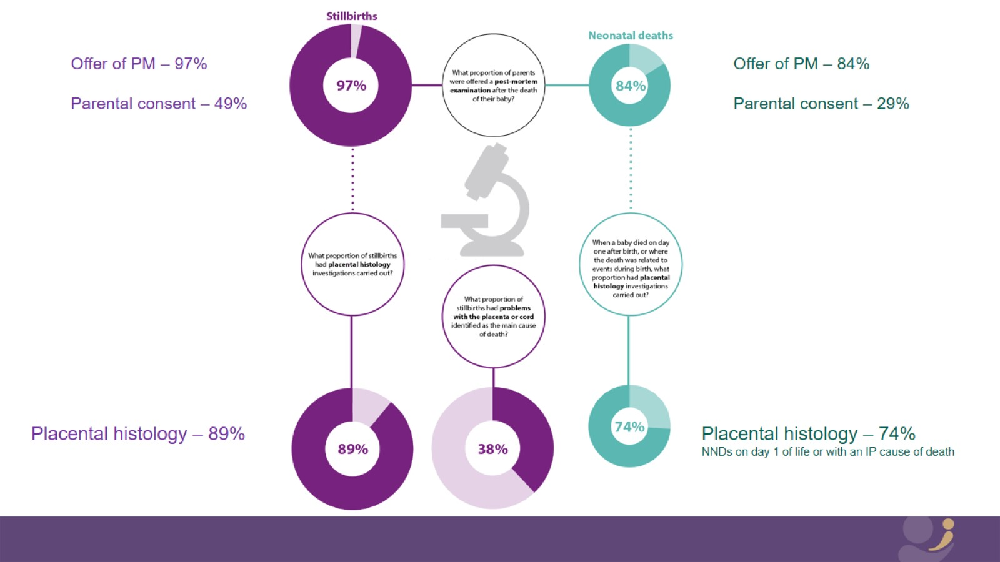 Stillbirths
Neonatal deaths
Offer of PM – 97%
Parental consent – 49%
97%
What proportion of parents
were offered a post-mortem
examination after the death
of their baby?
84%
Offer of PM – 84%
Parental consent – 29%
What proportion of stillbirths
had placental histology
investigations carried out?
What proportion of
stillbirths had problems
with the placenta or cord
identified as the main cause
of death?
When a baby died on day
one after birth, or where
the death was related to
events during birth, what
proportion had placental
histology investigations
carried out?
Placental histology – 89%
89%
38%
74%
Placental histology – 74%
NNDs on day 1 of life or with an IP cause of death